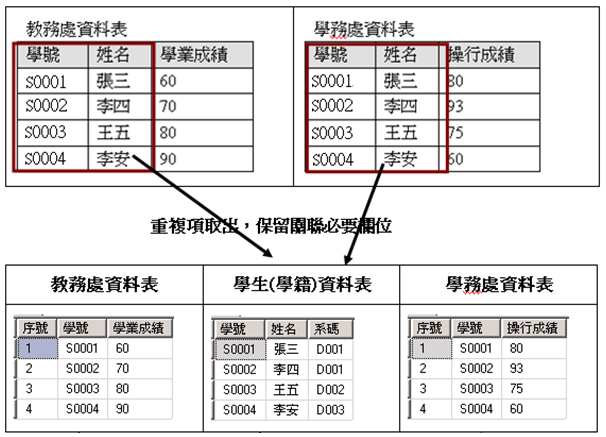 教務處資料表
學號 姓名 學業成績
S0001 張三 60
S0002 李四 70
S0003 王五 80
S0004 李安 90
學務處資料表
學號 姓名 操行成績
S0001 張三 80
S0002 李四 93
S0003 王五 75
S0004 李安 60
重複項取出，保留關聯必要欄位
教務處資料表
序號 學號 學業成績
1 S0001 60
2 S0002 70
3 S0003 80
4 S0004 90
學生(學籍)資料表
學號 姓名 系碼
S0001 張三 D001
S0002 李四 D001
S0003 王五 D002
S0004 李安 D003
學務處資料表
序號 學號 操行成績
1 S0001 80
2 S0002 93
3 S0003 75
4 S0004 60